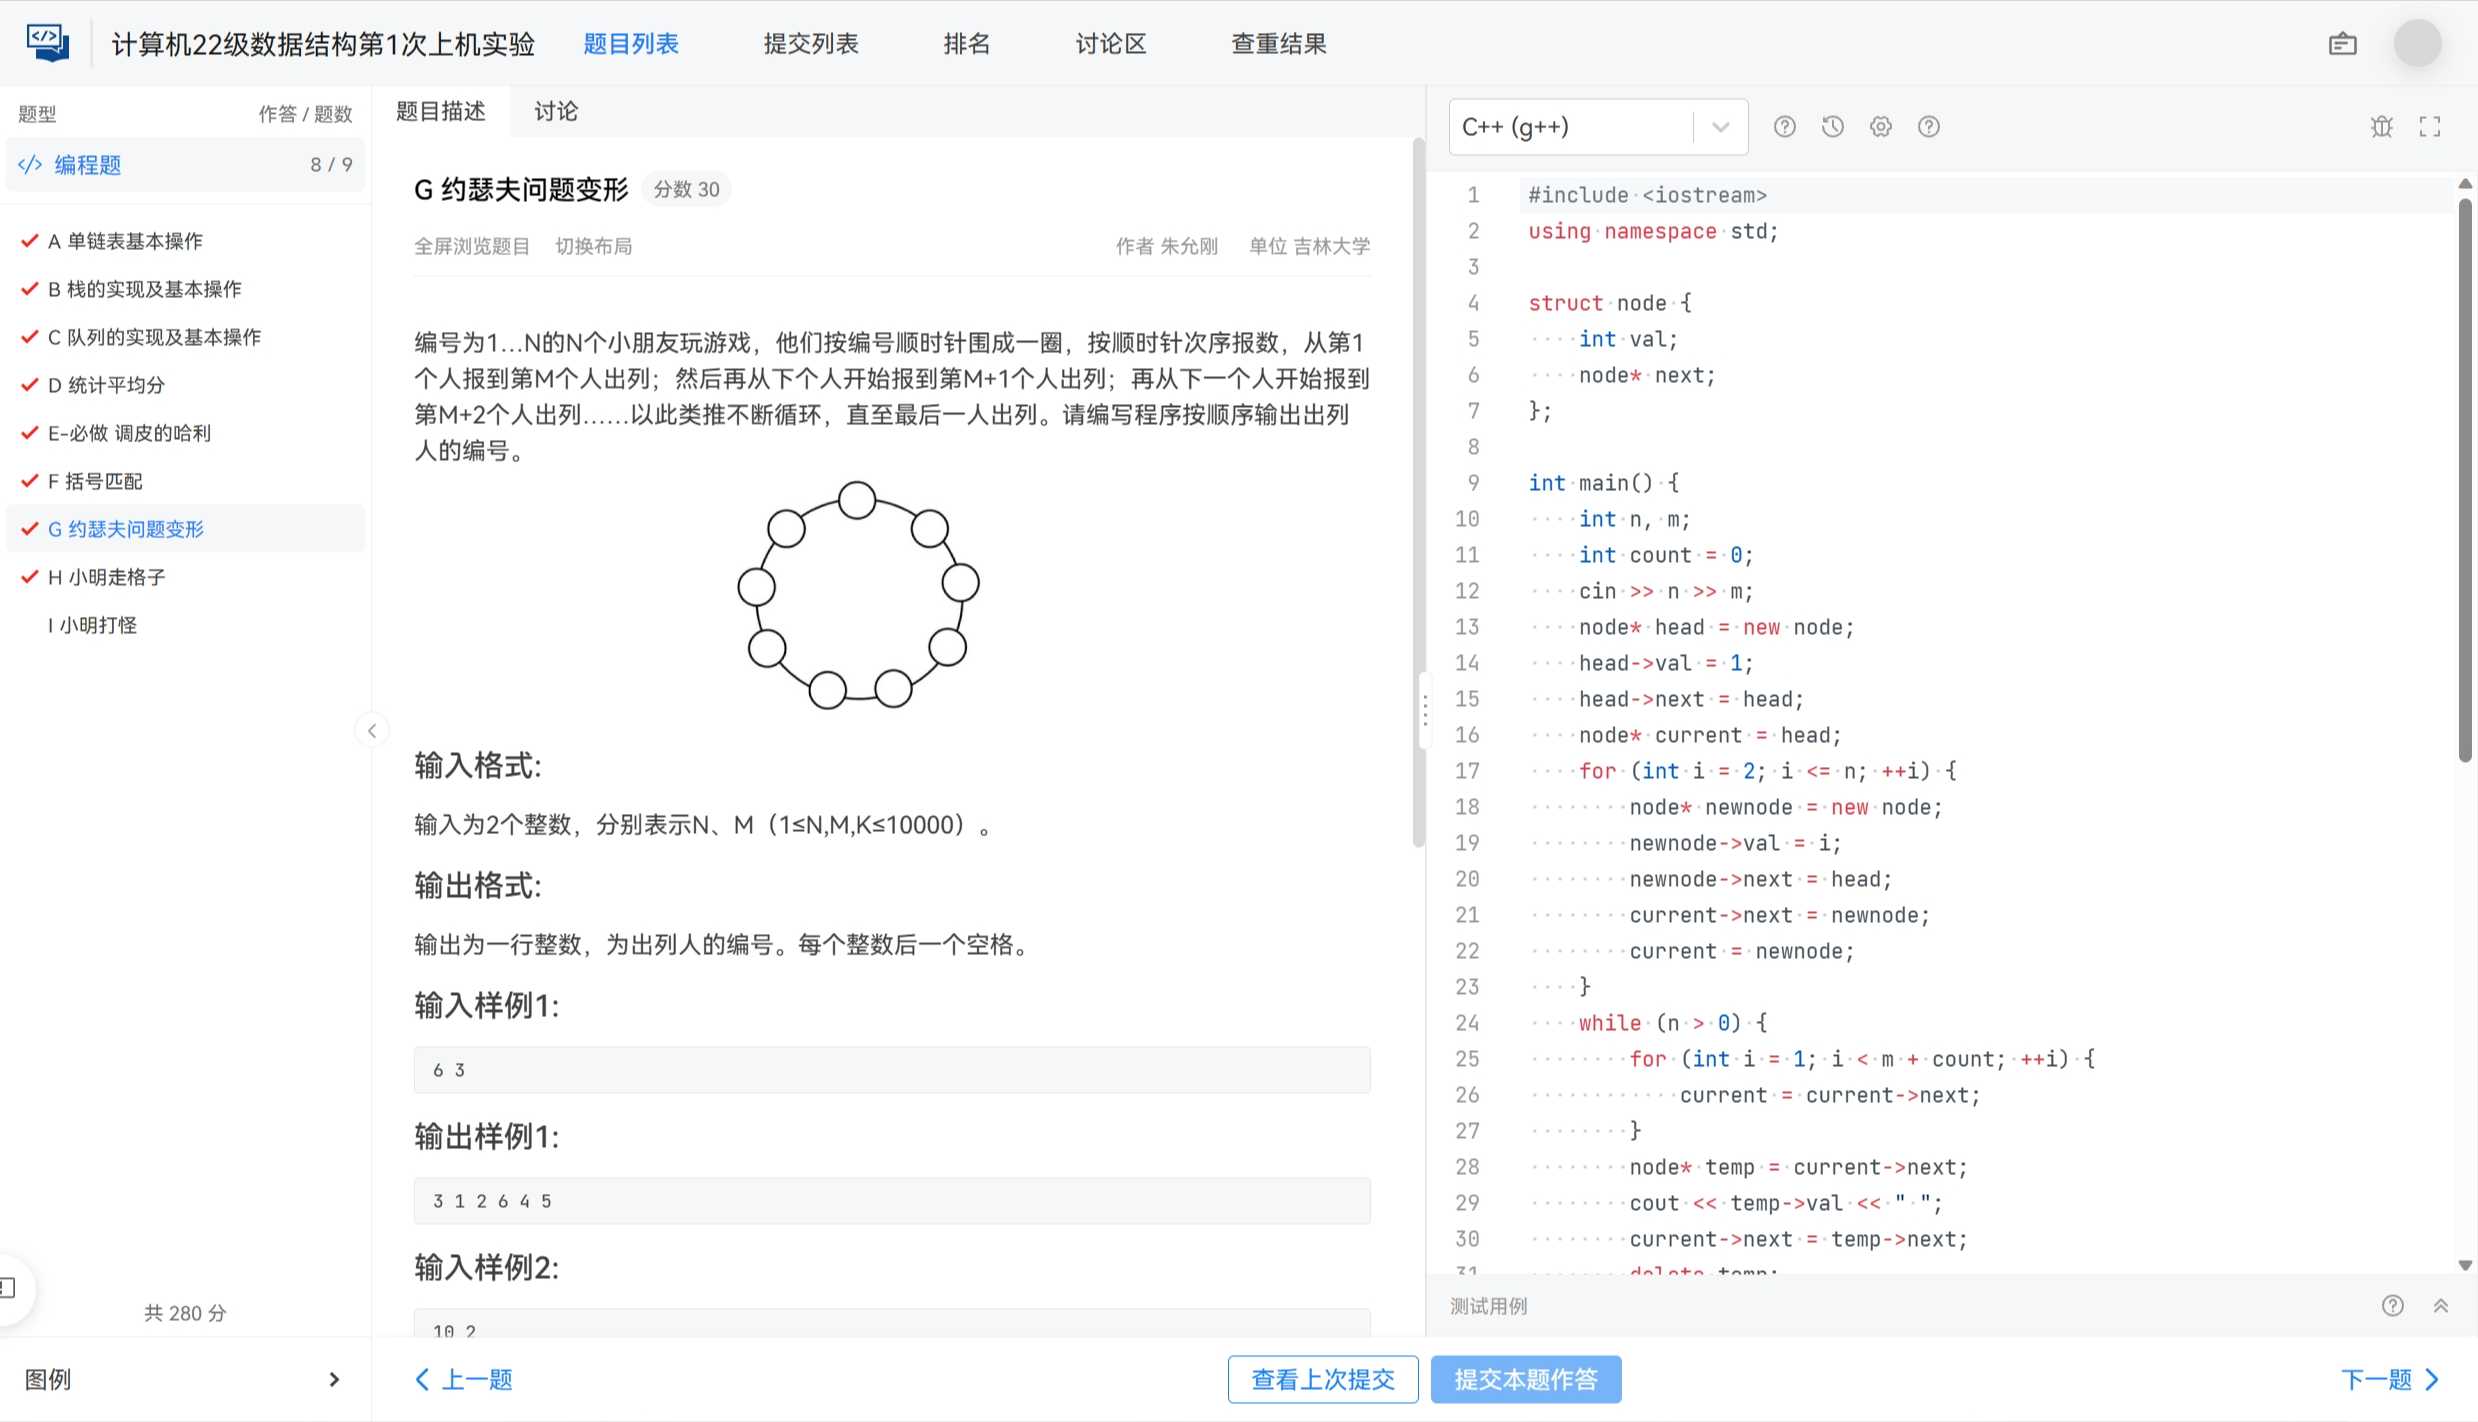 计算机22级数据结构第1次上机实验
题目列表
提交列表
排名
讨论区
查重结果
题型
作答 / 题数
编程题
8 / 9
A 单链表基本操作
B 栈的实现及基本操作
C 队列的实现及基本操作
D 统计平均分
E-必做 调皮的哈利
F 括号匹配
G 约瑟夫问题变形
H 小明走格子
I 小明打怪
共 280 分
图例
题目描述
讨论
G 约瑟夫问题变形
分数 30
全屏浏览题目
切换布局
作者 朱允刚
单位 吉林大学
编号为1…N的N个小朋友玩游戏，他们按编号顺时针围成一圈，按顺时针次序报数，从第1
个人报到第M个人出列；然后再从下个人开始报到第M+1个人出列；再从下一个人开始报到
第M+2个人出列……以此类推不断循环，直至最后一人出列。请编写程序按顺序输出出列
人的编号。
输入格式:
输入为2个整数，分别表示N、M（1≤N,M,K≤10000）。
输出格式:
输出为一行整数，为出列人的编号。每个整数后一个空格。
输入样例1:
6 3
输出样例1:
3 1 2 6 4 5
输入样例2:
10 2
上一题
查看上次提交
提交本题作答
下一题
C++ (g++)
1 #include <iostream>
2 using namespace std;
3
4 struct node {
5     int val;
6     node* next;
7 };
8
9 int main() {
10     int n, m;
11     int count = 0;
12     cin >> n >> m;
13     node* head = new node;
14     head->val = 1;
15     head->next = head;
16     node* current = head;
17     for (int i = 2; i <= n; ++i) {
18         node* newnode = new node;
19         newnode->val = i;
20         newnode->next = head;
21         current->next = newnode;
22         current = newnode;
23     }
24     while (n > 0) {
25         for (int i = 1; i < m + count; ++i) {
26             current = current->next;
27         }
28         node* temp = current->next;
29         cout << temp->val << " ";
30         current->next = temp->next;
31         delete temp;
测试用例